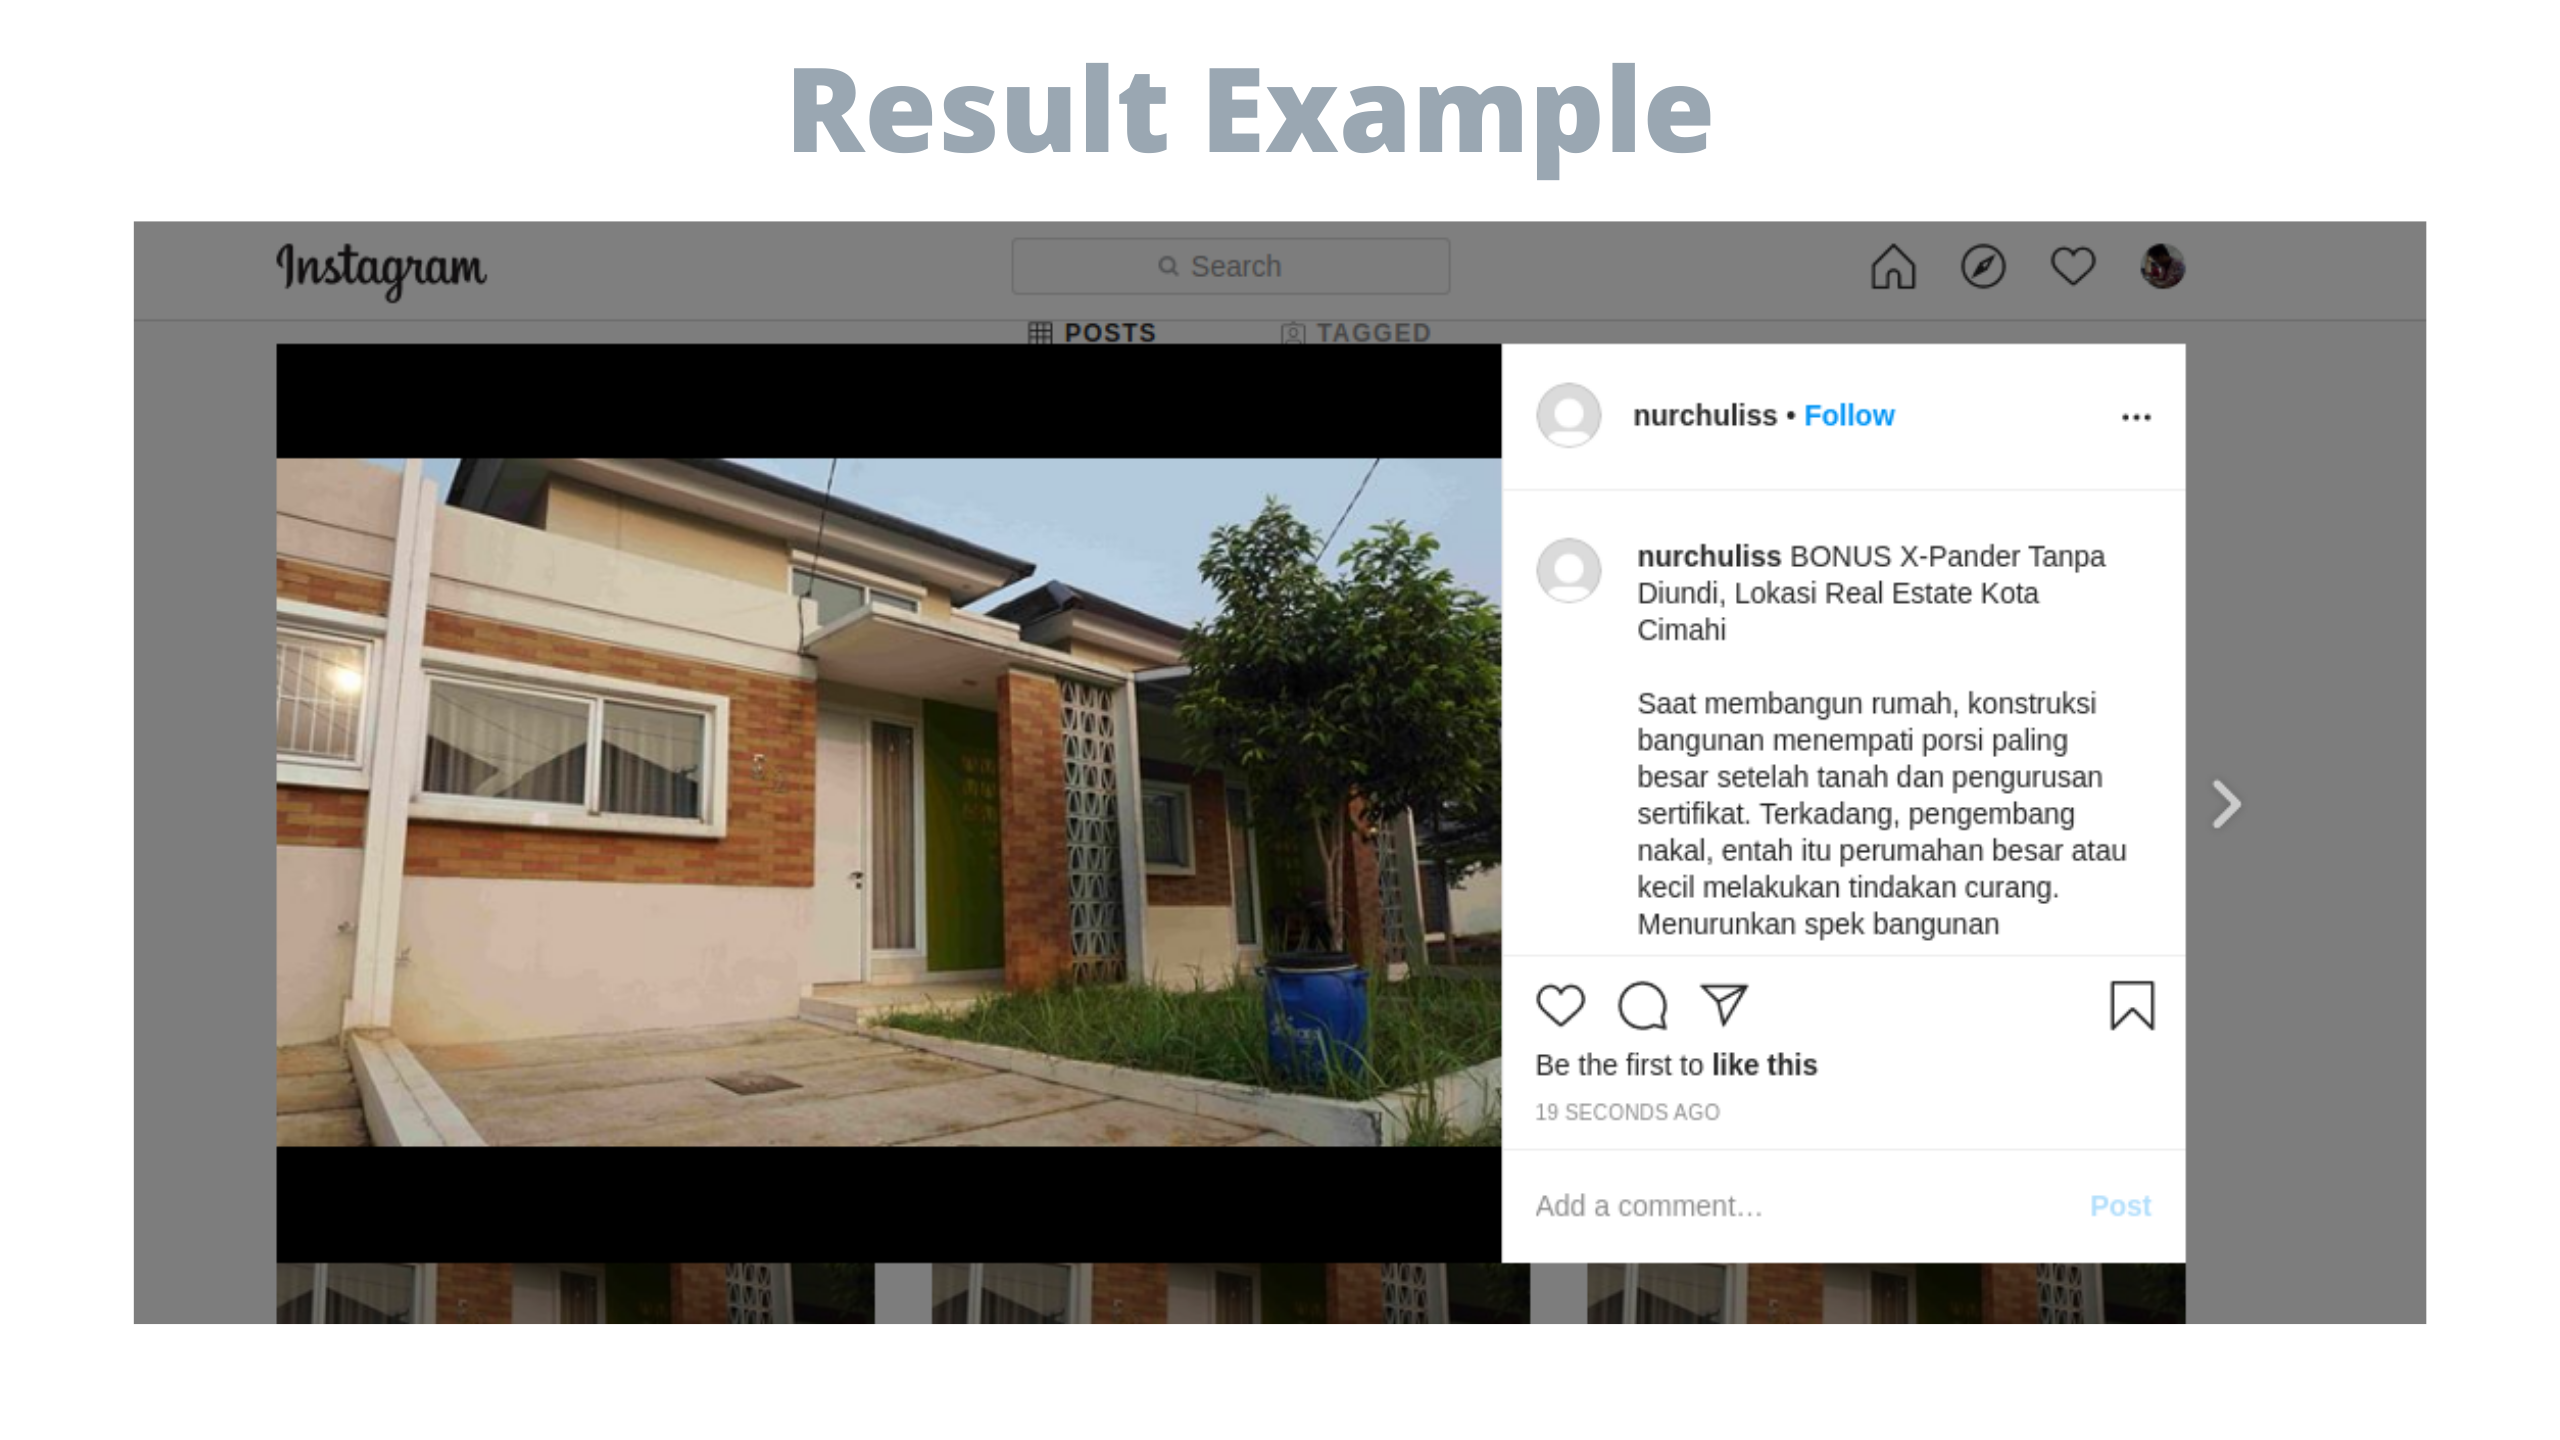 Result Example
Instagram
Search
POSTS
TAGGED
nurchuliss • Follow
nurchuliss BONUS X-Pander Tanpa
Diundi, Lokasi Real Estate Kota
Cimahi
Saat membangun rumah, konstruksi
bangunan menempati porsi paling
besar setelah tanah dan pengurusan
sertifikat. Terkadang, pengembang
nakal, entah itu perumahan besar atau
kecil melakukan tindakan curang.
Menurunkan spek bangunan
Be the first to like this
19 SECONDS AGO
Add a comment…
Post